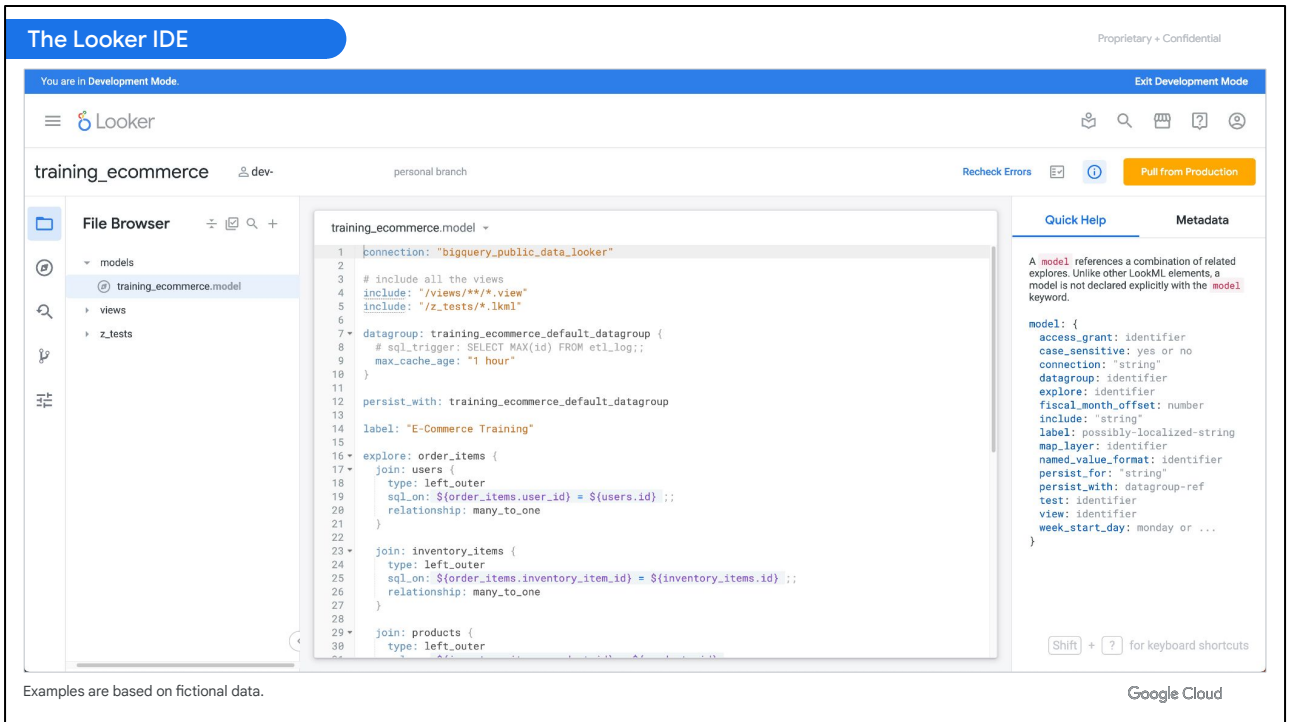 The Looker IDE
Proprietary + Confidential
You are in Development Mode.
Exit Development Mode
Looker
training_ecommerce
dev-
personal branch
Recheck Errors
Pull from Production
File Browser
models
training_ecommerce.model
views
z_tests
training_ecommerce.model
1 connection: "bigquery_public_data_looker"
2
3 # include all the views
4 include: "/views/**/*.view"
5 include: "/z_tests/*.lkml"
6
7 datagroup: training_ecommerce_default_datagroup {
8 # sql_trigger: SELECT MAX(id) FROM etl_log;;
9 max_cache_age: "1 hour"
10 }
11
12 persist_with: training_ecommerce_default_datagroup
13
14 label: "E-Commerce Training"
15
16 explore: order_items {
17 join: users {
18 type: left_outer
19 sql_on: ${order_items.user_id} = ${users.id} ;;
20 relationship: many_to_one
21 }
22
23 join: inventory_items {
24 type: left_outer
25 sql_on: ${order_items.inventory_item_id} = ${inventory_items.id} ;;
26 relationship: many_to_one
27 }
28
29 join: products {
30 type: left_outer
Quick Help
Metadata
A model references a combination of related
explores. Unlike other LookML elements, a
model is not declared explicitly with the model
keyword.
model: {
access_grant: identifier
case_sensitive: yes or no
connection: "string"
datagroup: identifier
explore: identifier
fiscal_month_offset: number
include: "string"
label: possibly-localized-string
map_layer: identifier
named_value_format: identifier
persist_for: "string"
persist_with: datagroup-ref
test: identifier
view: identifier
week_start_day: monday or ...
}
Shift + ? for keyboard shortcuts
Examples are based on fictional data.
Google Cloud